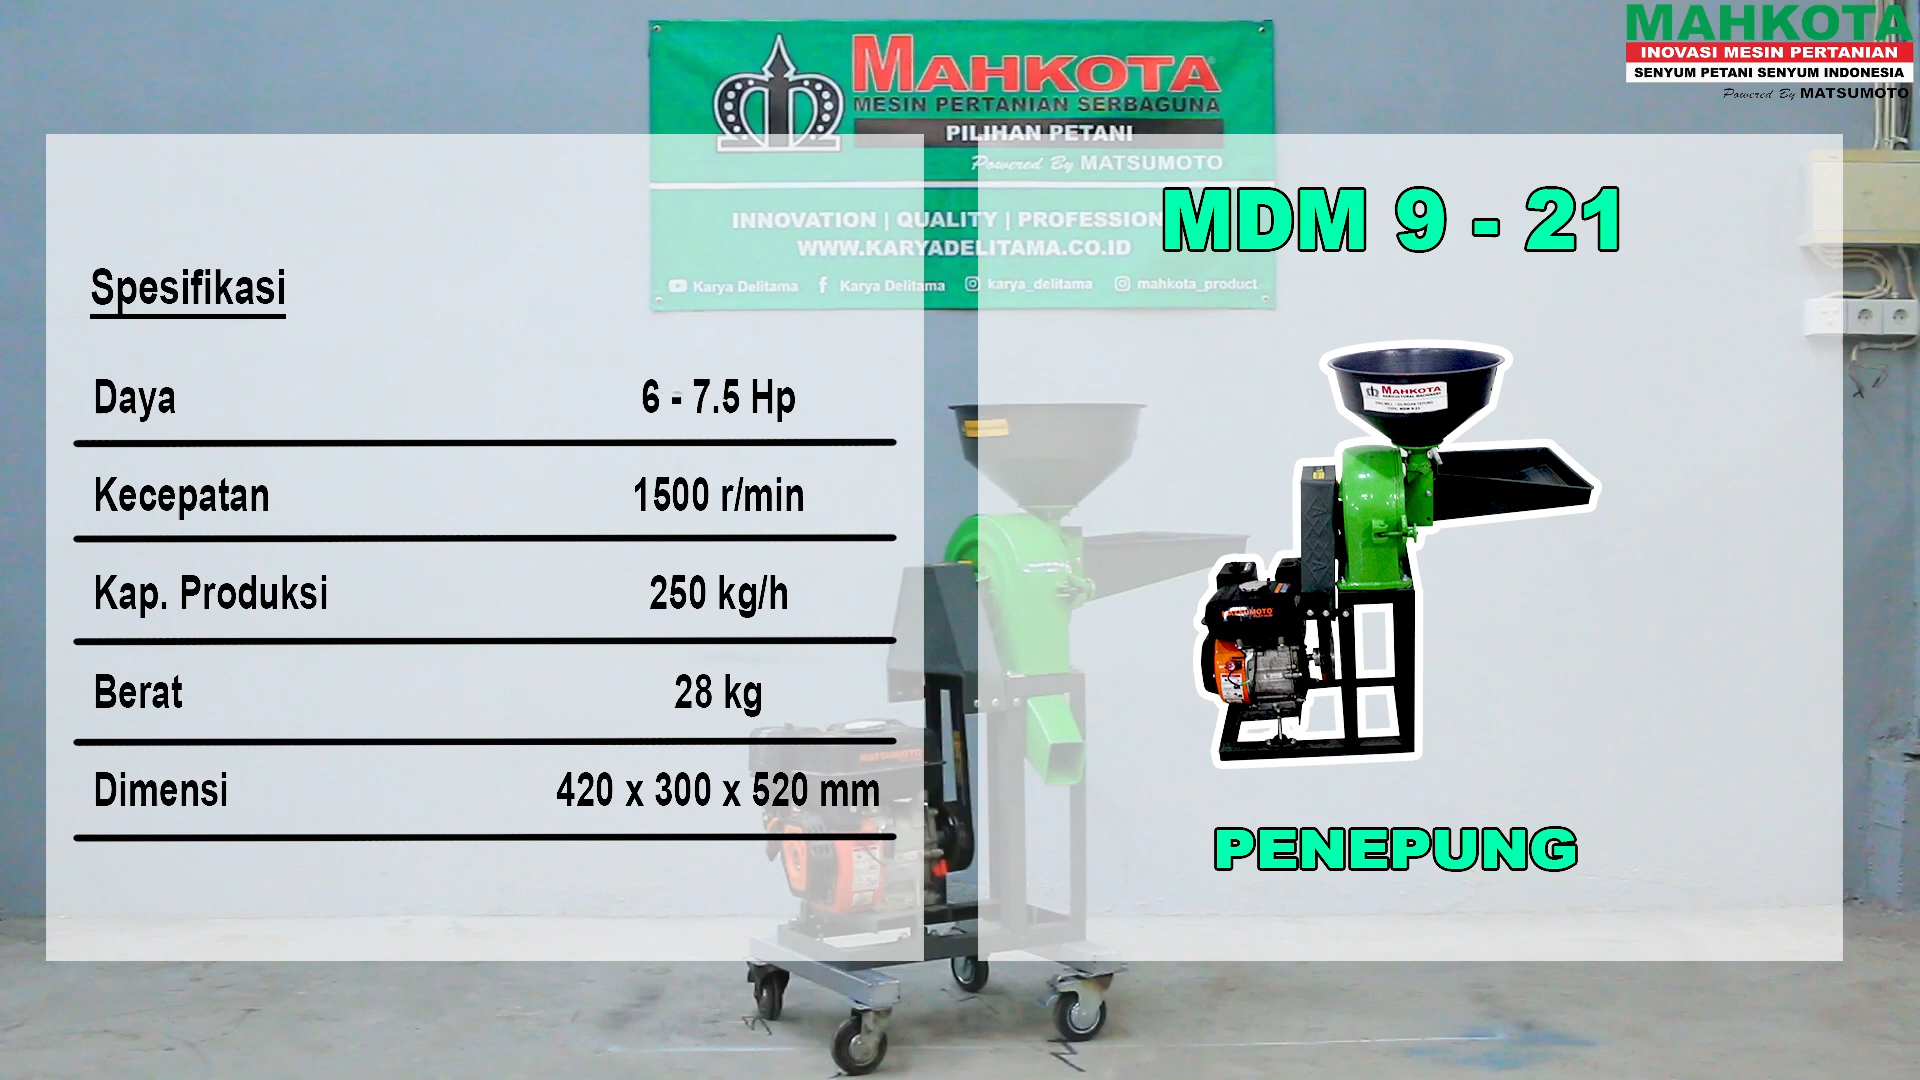 MAHKOTA
INOVASI MESIN PERTANIAN
SENYUM PETANI SENYUM INDONESIA
Powered By MATSUMOTO
MAHKOTA
MESIN PERTANIAN SERBAGUNA
PILIHAN PETANI
Powered By MATSUMOTO
INNOVATION | QUALITY | PROFESSION
WWW.KARYADELITAMA.CO.ID
Karya Delitama Karya Delitama karya_delitama mahkota_product
MDM 9 - 21
Spesifikasi
Daya 6 - 7.5 Hp
Kecepatan 1500 r/min
Kap. Produksi 250 kg/h
Berat 28 kg
Dimensi 420 x 300 x 520 mm
MAHKOTA
AGRICULTURAL MACHINERY
MATSUMOTO
PENEPUNG